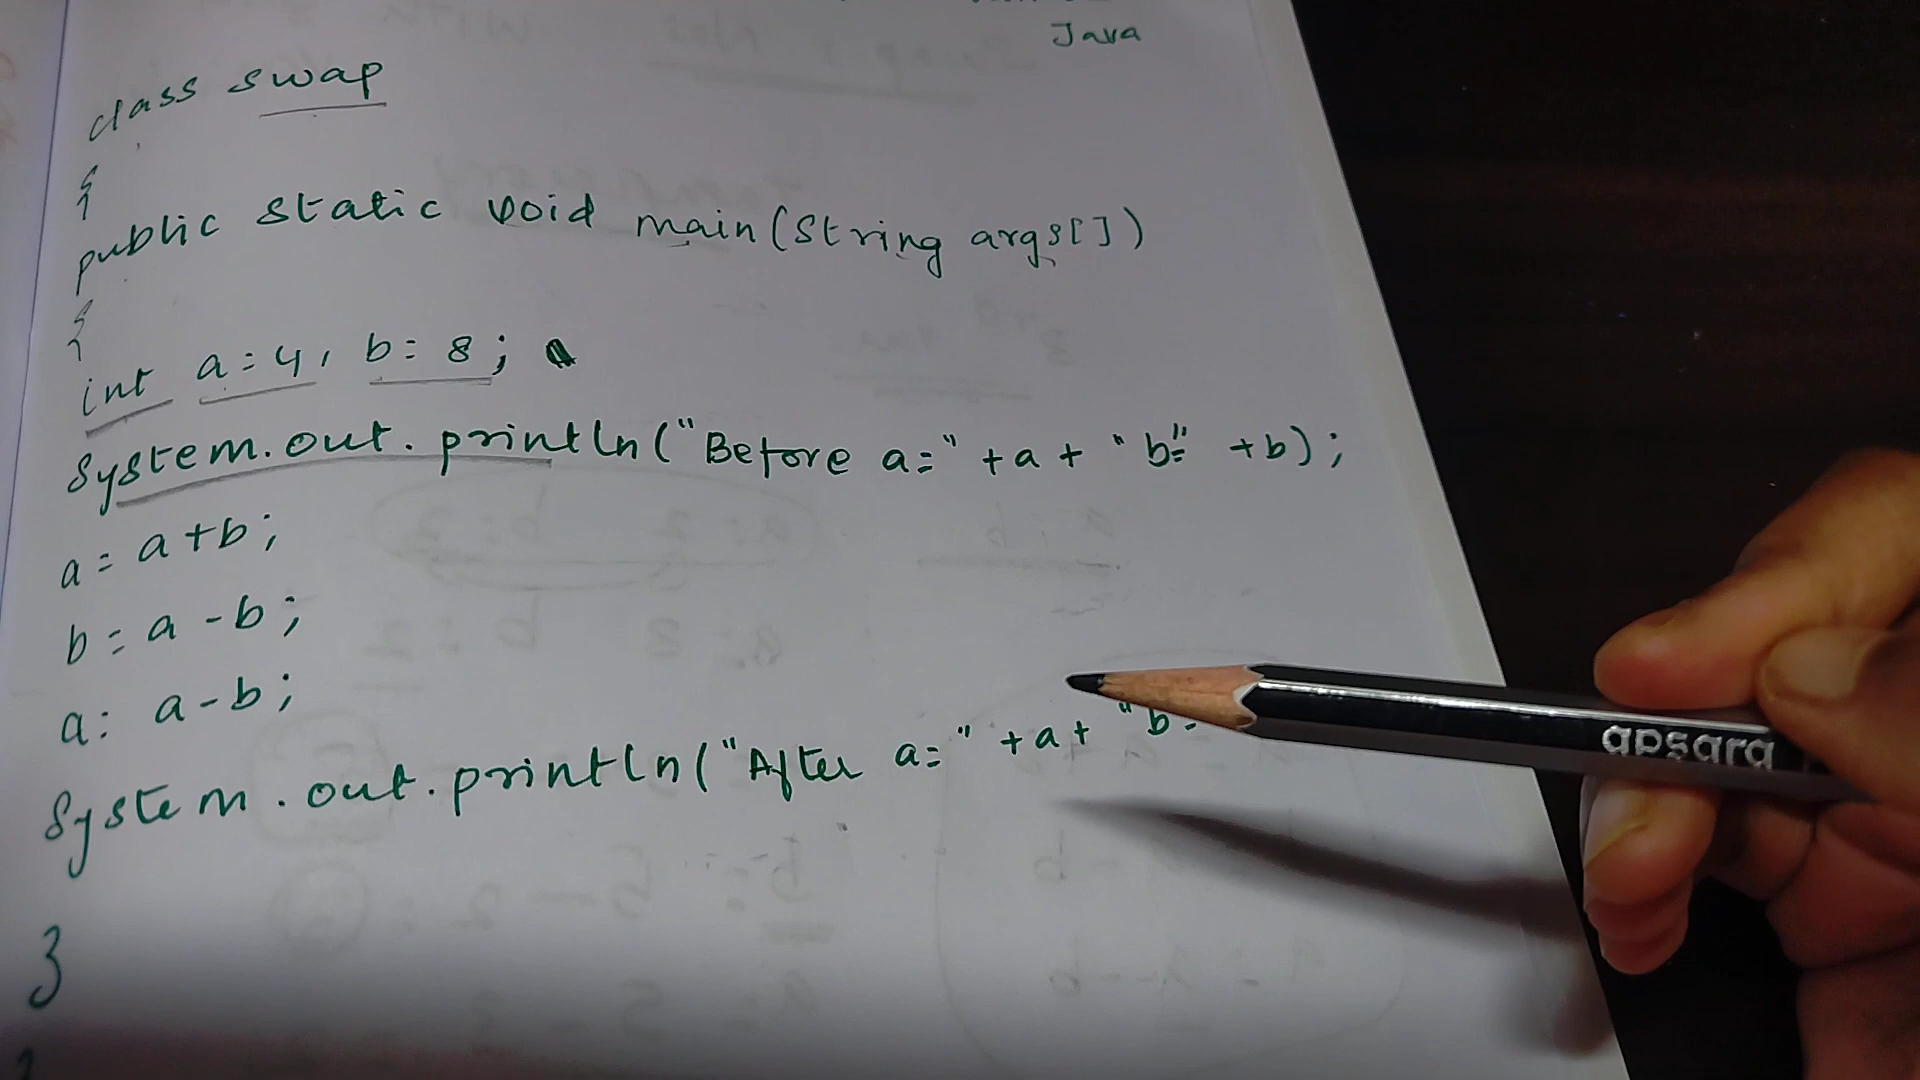 Java
class swap
{
public static void main(String args[])
{
int a=4, b=8;
System.out.println("Before a=" +a+ "b=" +b);
a=a+b;
b=a-b;
a=a-b;
System.out.println("After a=" +a+ "b=
}
apsara